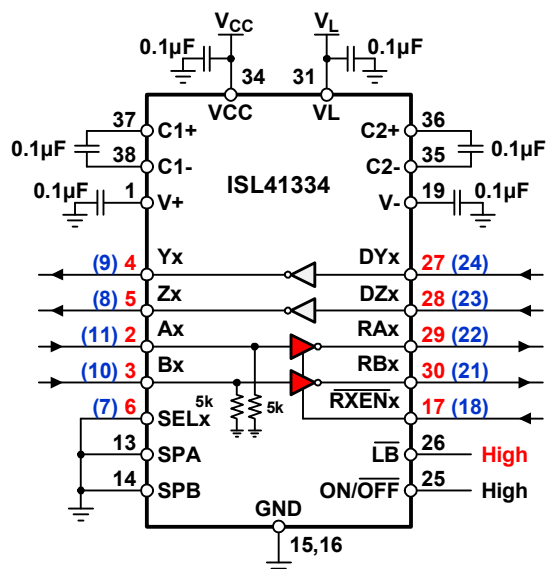 VCC VL
0.1µF 0.1µF
34 31
VCC VL
37 C1+ C2+ 36
0.1µF 0.1µF
38 C1- C2- 35
0.1µF 1 V+ ISL41334 V- 19 0.1µF
(9) 4 Yx DYx 27 (24)
(8) 5 Zx DZx 28 (23)
(11) 2 Ax RAx 29 (22)
(10) 3 Bx RBx 30 (21)
(7) 6 SELx 5k 5k RXENx 17 (18)
13 SPA LB 26 High
14 SPB ON/OFF 25 High
GND
15,16